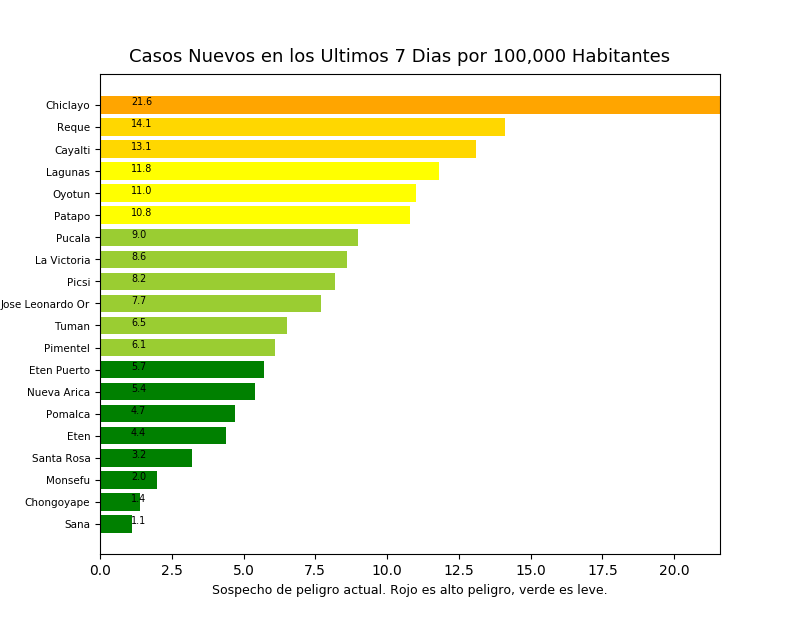 Casos Nuevos en los Ultimos 7 Dias por 100,000 Habitantes
Chiclayo 21.6
Reque 14.1
Cayalti 13.1
Lagunas 11.8
Oyotun 11.0
Patapo 10.8
Pucala 9.0
La Victoria 8.6
Picsi 8.2
Jose Leonardo Or 7.7
Tuman 6.5
Pimentel 6.1
Eten Puerto 5.7
Nueva Arica 5.4
Pomalca 4.7
Eten 4.4
Santa Rosa 3.2
Monsefu 2.0
Chongoyape 1.4
Sana 1.1
0.0 2.5 5.0 7.5 10.0 12.5 15.0 17.5 20.0
Sospecho de peligro actual. Rojo es alto peligro, verde es leve.